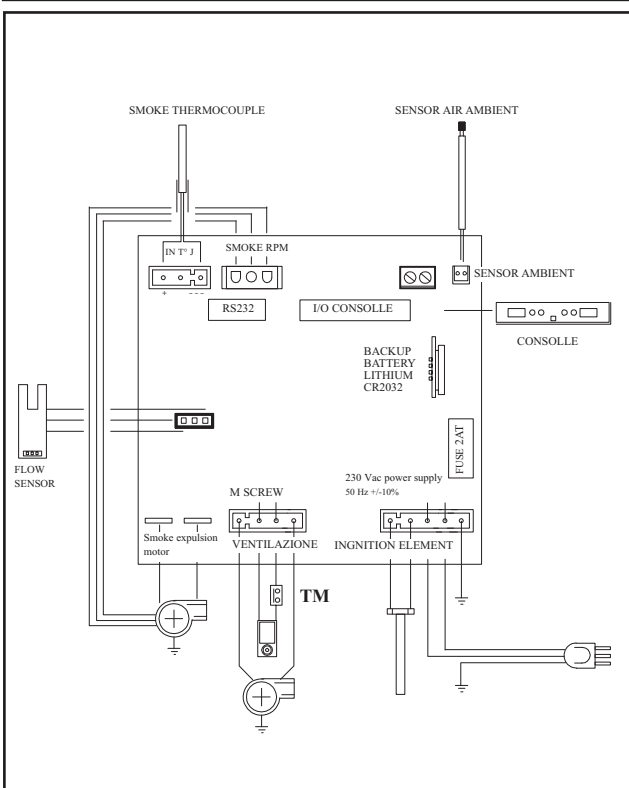 SMOKE THERMOCOUPLE
SENSOR AIR AMBIENT
IN T° J
SMOKE RPM
+
---
SENSOR AMBIENT
RS232
I/O CONSOLLE
CONSOLLE
BACKUP
BATTERY
LITHIUM
CR2032
FLOW
SENSOR
FUSE 2AT
230 Vac power supply
50 Hz +/-10%
M SCREW
Smoke expulsion
motor
VENTILAZIONE
INGNITION ELEMENT
TM